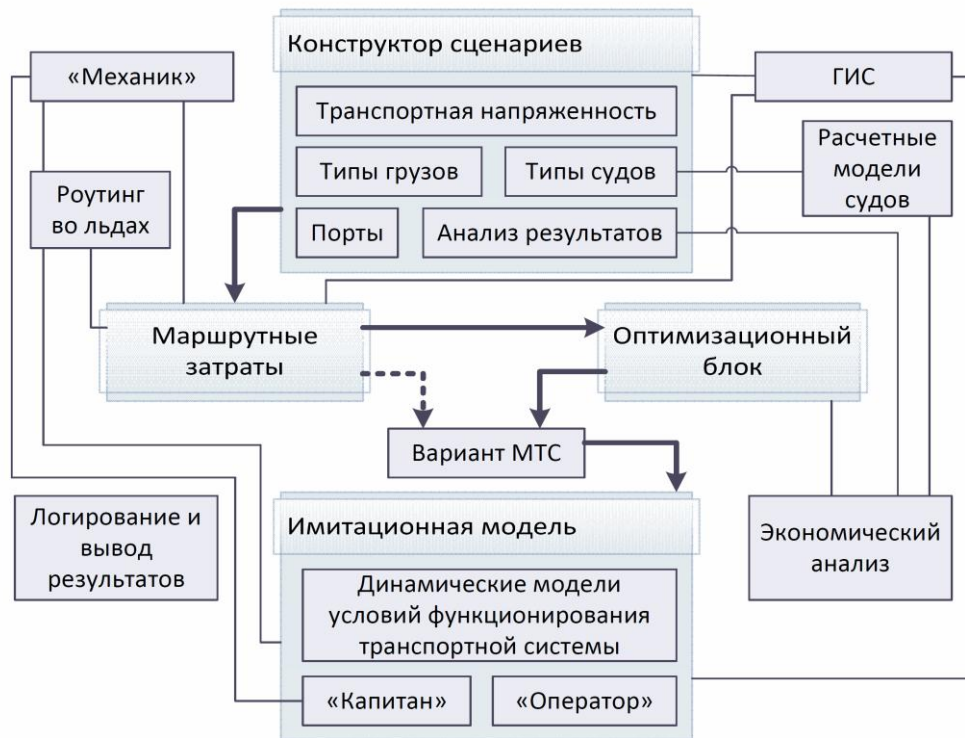 Конструктор сценариев
«Механик»
ГИС
Транспортная напряженность
Расчетные
модели
судов
Типы грузов
Типы судов
Роутинг
во льдах
Порты
Анализ результатов
Маршрутные
затраты
Оптимизационный
блок
Вариант МТС
Логирование и
вывод
результатов
Имитационная модель
Экономический
анализ
Динамические модели
условий функционирования
транспортной системы
«Капитан»
«Оператор»